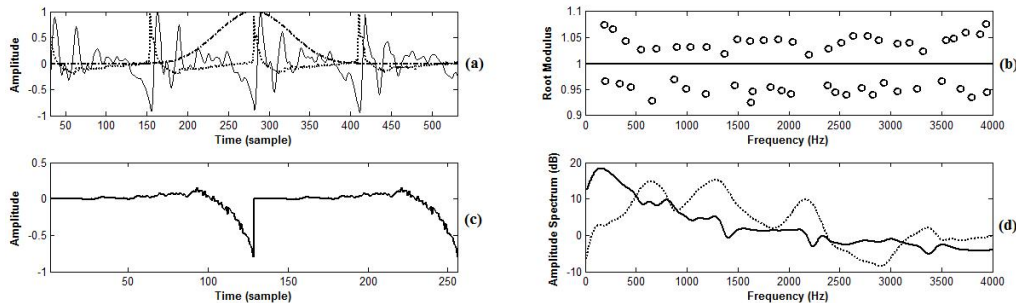 Amplitude
1
0.5
0
-0.5
-1
50 100 150 200 250 300 350 400 450 500
Time (sample)
(a)
Root Modulus
1.1
1.05
1
0.95
0.9
0 500 1000 1500 2000 2500 3000 3500 4000
Frequency (Hz)
(b)
Amplitude
0.5
0
-0.5
-1
50 100 150 200 250
Time (sample)
(c)
Amplitude Spectrum (dB)
20
10
0
-10
0 500 1000 1500 2000 2500 3000 3500 4000
Frequency (Hz)
(d)